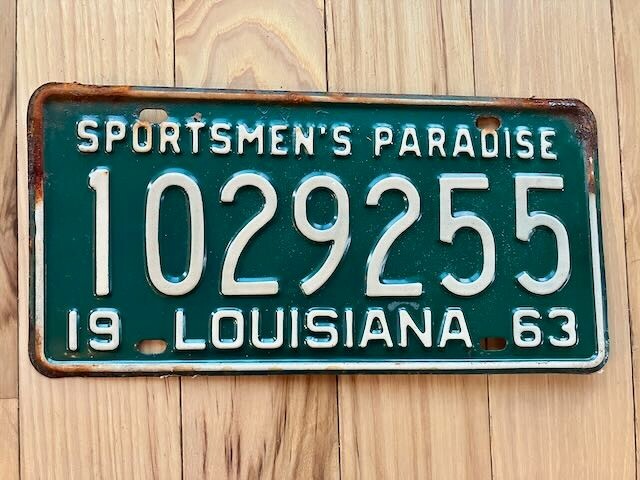 SPORTSMEN'S PARADISE
1029255
19 LOUISIANA 63